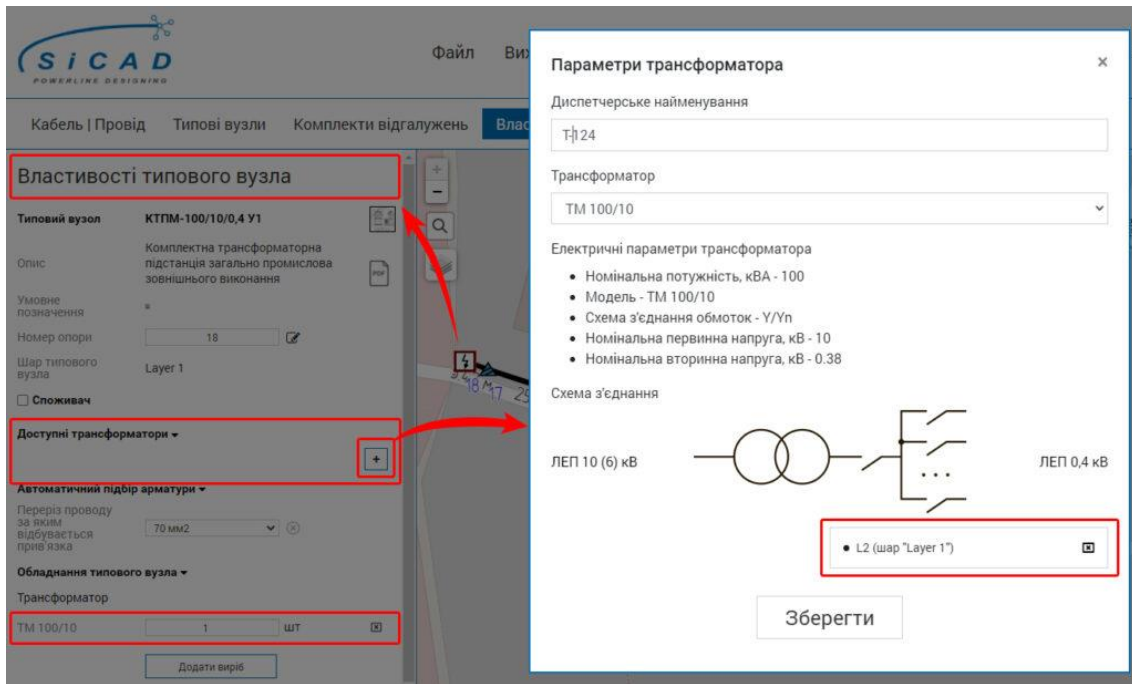 SiCAD
POWERLINE DESIGNING
Файл
Кабель | Провід Типові вузли Комплекти відгалужень
Властивості типового вузла
Типовий вузол КТПМ-100/10/0,4 У1
Опис
Комплектна трансформаторна
підстанція загально промислова
зовнішнього виконання
PDF
Умовне
позначення
Номер опори 18
Шар типового
вузла
Layer 1
Споживач
Доступні трансформатори
+
Автоматичний підбір арматури
Переріз проводу
за яким
відбувається
прив'язка
70 мм2
Обладнання типового вузла
Трансформатор
ТМ 100/10 1 шт
Додати виріб
+
−
18 17
Параметри трансформатора ×
Диспетчерське найменування
Т-124
Трансформатор
ТМ 100/10
Електричні параметри трансформатора
• Номінальна потужність, кВА - 100
• Модель - ТМ 100/10
• Схема з'єднання обмоток - Y/Yn
• Номінальна первинна напруга, кВ - 10
• Номінальна вторинна напруга, кВ - 0.38
Схема з'єднання
ЛЕП 10 (6) кВ ЛЕП 0,4 кВ
• L2 (шар "Layer 1")
Зберегти